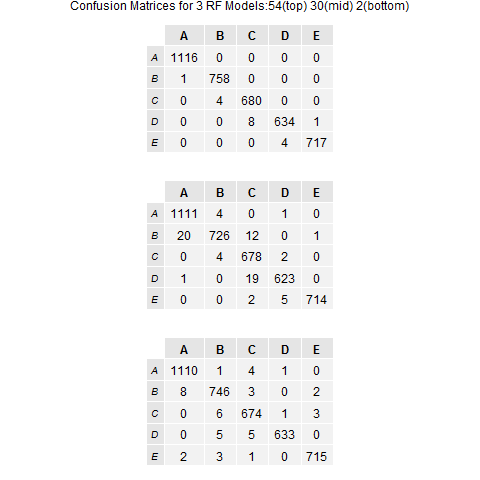 Confusion Matrices for 3 RF Models:54(top) 30(mid) 2(bottom)
A B C D E
A 1116 0 0 0 0
B 1 758 0 0 0
C 0 4 680 0 0
D 0 0 8 634 1
E 0 0 0 4 717
A B C D E
A 1111 4 0 1 0
B 20 726 12 0 1
C 0 4 678 2 0
D 1 0 19 623 0
E 0 0 2 5 714
A B C D E
A 1110 1 4 1 0
B 8 746 3 0 2
C 0 6 674 1 3
D 0 5 5 633 0
E 2 3 1 0 715